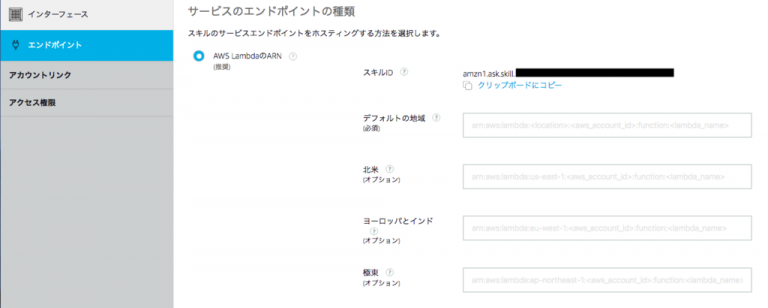 インターフェース
エンドポイント
アカウントリンク
アクセス権限
サービスのエンドポイントの種類
スキルのサービスエンドポイントをホスティングする方法を選択します。
AWS LambdaのARN ?
(推奨)
スキルID ?
amzn1.ask.skill.
クリップボードにコピー
デフォルトの地域 ?
(必須)
arn:aws:lambda:<location>:<aws_account_id>:function:<lambda_name>
北米 ?
(オプション)
arn:aws:lambda:us-east-1:<aws_account_id>:function:<lambda_name>
ヨーロッパとインド
?
(オプション)
arn:aws:lambda:eu-west-1:<aws_account_id>:function:<lambda_name>
極東 ?
(オプション)
arn:aws:lambda:ap-northeast-1:<aws_account_id>:function:<lambda_name>